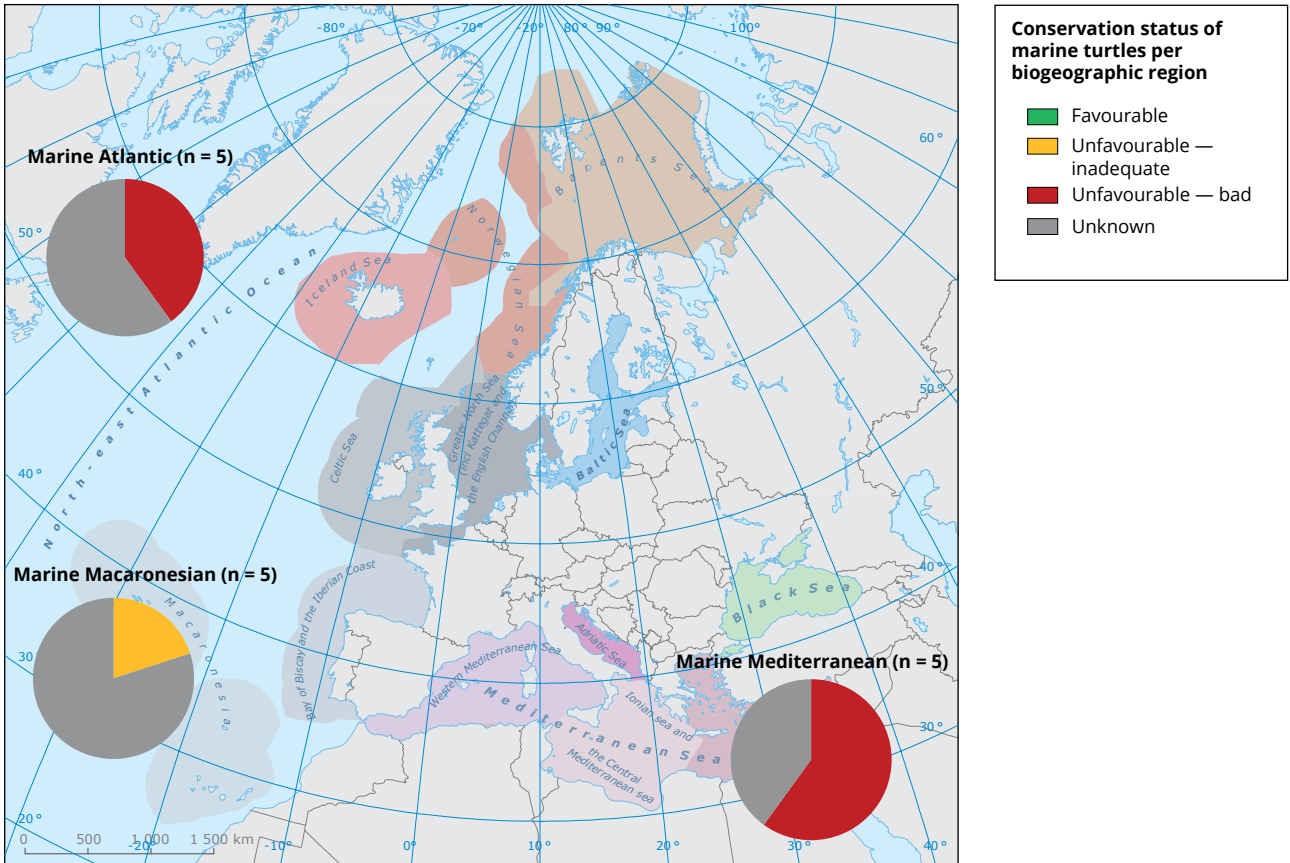 -80°
-70°
-20°
80°
90°
100°
60°
Marine Atlantic (n = 5)
Barents Sea
50°
Norwegian Sea
Iceland Sea
North-east Atlantic Ocean
50°
Greater North Sea
(incl Kattegat and
the English Channel)
Celtic Sea
Baltic Sea
40°
Marine Macaronesian (n = 5)
Bay of Biscay and the Iberian Coast
40°
Black Sea
Macaronesian
Adriatic Sea
30
Western Mediterranean Sea
Marine Mediterranean (n = 5)
Mediterranean Sea
Ionian sea and
the Central
Mediterranean sea
30°
20°
0
500
1 000
1 500 km
-20°
-10°
0°
10°
20°
30°
40°
Conservation status of
marine turtles per
biogeographic region
Favourable
Unfavourable —
inadequate
Unfavourable — bad
Unknown